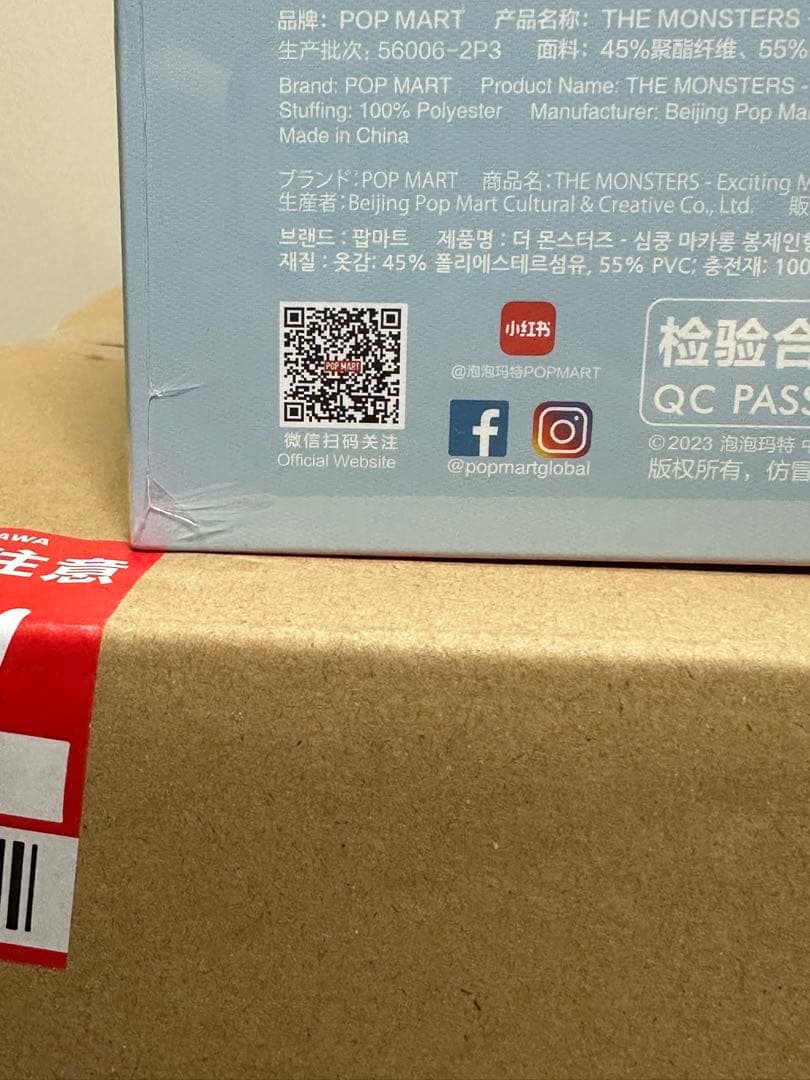 品牌：POP MART 产品名称：THE MONSTERS
生产批次：56006-2P3 面料：45%聚酯纤维、55%
Brand: POP MART Product Name: THE MONSTERS -
Stuffing: 100% Polyester Manufacturer: Beijing Pop Mar
Made in China
ブランド：POP MART 商品名：THE MONSTERS - Exciting M
生産者：Beijing Pop Mart Cultural & Creative Co., Ltd. 販
브랜드 : 팝마트 제품명 : 더 몬스터즈 - 심쿵 마카롱 봉제인형
재질 : 옷감: 45% 폴리에스테르섬유, 55% PVC; 충전재: 100
POP MART
小红书
@泡泡玛特POPMART
微信扫码关注
Official Website
@popmartglobal
检验合
QC PASS
©2023 泡泡玛特 中
版权所有，仿冒
AWA
注意